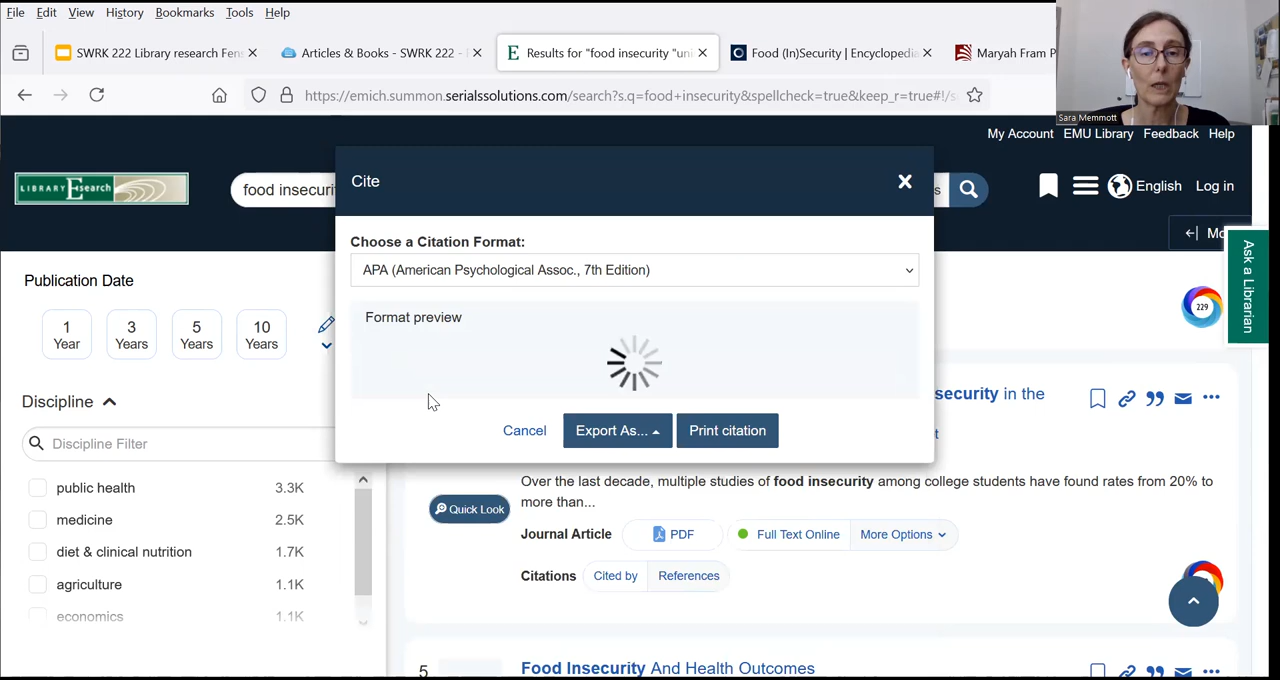 File Edit View History Bookmarks Tools Help
SWRK 222 Library research Fens
Articles & Books - SWRK 222 -
E Results for "food insecurity "un
Food (In)Security | Encyclopedia
Maryah Fram P
https://emich.summon.serialssolutions.com/search?s.q=food+insecurity&spellcheck=true&keep_r=true#!/s
Sara Memmott
My Account EMU Library Feedback Help
LIBRARY Esearch
food insecuri
s
English Log in
Mo
Cite
Choose a Citation Format:
APA (American Psychological Assoc., 7th Edition)
Format preview
Cancel Export As... Print citation
Publication Date
1 Year
3 Years
5 Years
10 Years
Discipline
Discipline Filter
public health 3.3K
medicine 2.5K
diet & clinical nutrition 1.7K
agriculture 1.1K
economics 1.1K
229
Ask a Librarian
security in the
t
Over the last decade, multiple studies of food insecurity among college students have found rates from 20% to
more than...
Quick Look
Journal Article PDF Full Text Online More Options
Citations Cited by References
5 Food Insecurity And Health Outcomes